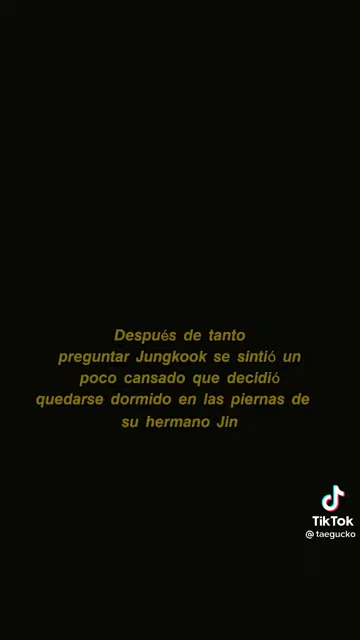 Después de tanto
preguntar Jungkook se sintió un
poco cansado que decidió
quedarse dormido en las piernas de
su hermano Jin
TikTok
@taegucko